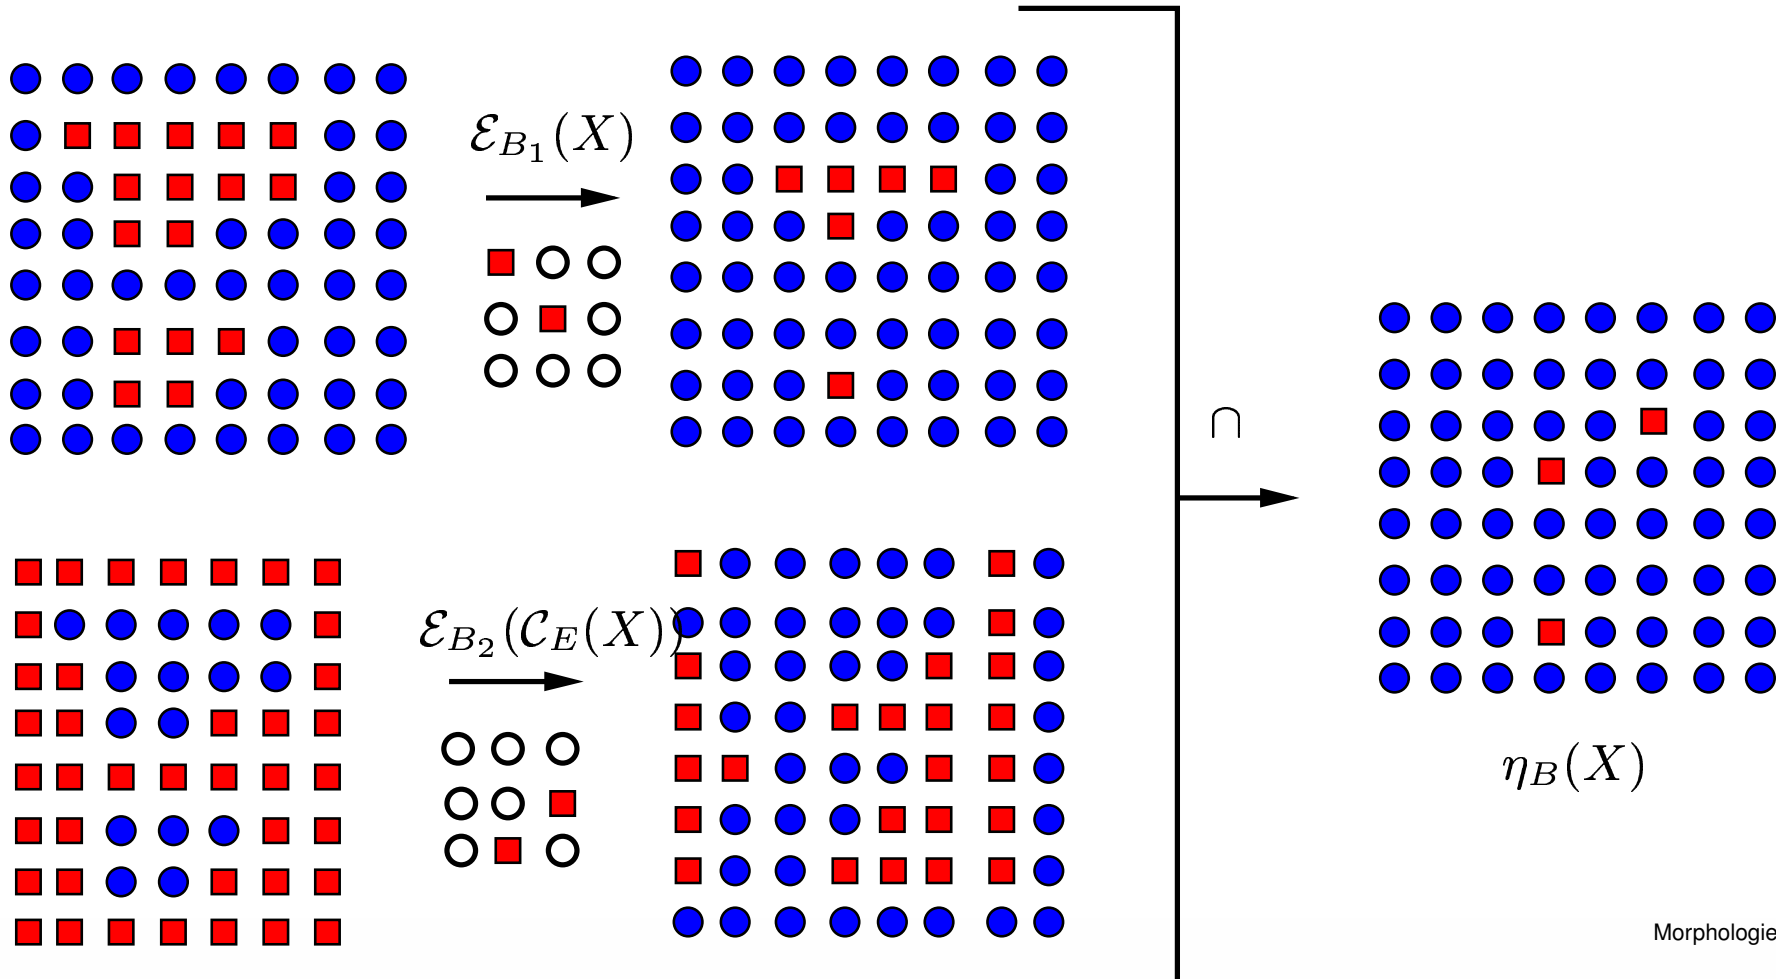 ℰ_{B_1}(X)
ℰ_{B_2}(𝒞_E(X))
∩
η_B(X)
Morphologie